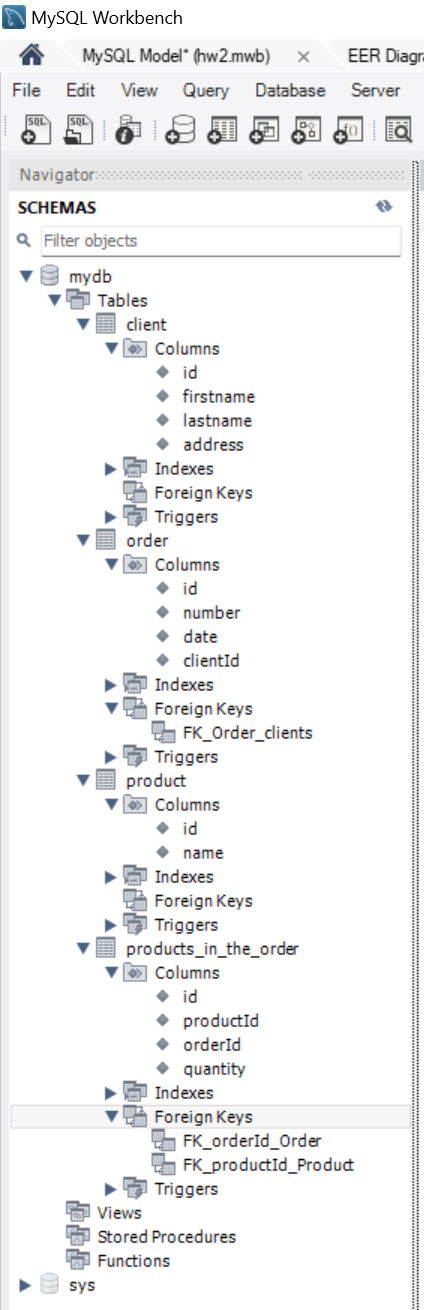 MySQL Workbench
MySQL Model* (hw2.mwb) × EER Diagra
File Edit View Query Database Server
SQL SQL
Navigator
SCHEMAS
Filter objects
mydb
Tables
client
Columns
id
firstname
lastname
address
Indexes
Foreign Keys
Triggers
order
Columns
id
number
date
clientId
Indexes
Foreign Keys
FK_Order_clients
Triggers
product
Columns
id
name
Indexes
Foreign Keys
Triggers
products_in_the_order
Columns
id
productId
orderId
quantity
Indexes
Foreign Keys
FK_orderId_Order
FK_productId_Product
Triggers
Views
Stored Procedures
Functions
sys